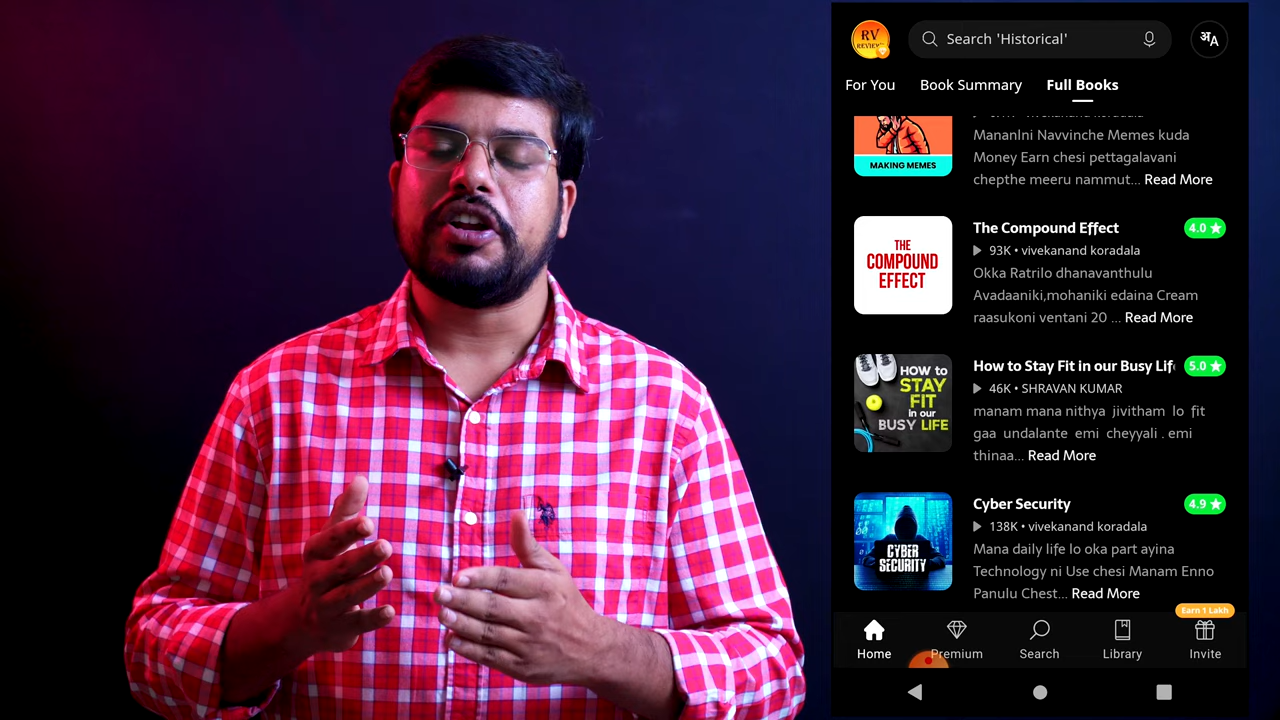 RV
REVIEW
Search 'Historical'
अA
For You
Book Summary
Full Books
vivekanand koradala
MAKING MEMES
Mananlni Navvinche Memes kuda
Money Earn chesi pettagalavani
chepthe meeru nammut... Read More
THE
COMPOUND
EFFECT
The Compound Effect
4.0 ★
93K • vivekanand koradala
Okka Ratrilo dhanavanthulu
Avadaaniki,mohaniki edaina Cream
raasukoni ventani 20 ... Read More
HOW to
STAY
FIT
in our
BUSY LIFE
How to Stay Fit in our Busy Lif
5.0 ★
46K • SHRAVAN KUMAR
manam mana nithya jivitham lo fit
gaa undalante emi cheyyali . emi
thinaa... Read More
CYBER
SECURITY
Cyber Security
4.9 ★
138K • vivekanand koradala
Mana daily life lo oka part ayina
Technology ni Use chesi Manam Enno
Panulu Chest... Read More
Earn 1 Lakh
Home
Premium
Search
Library
Invite